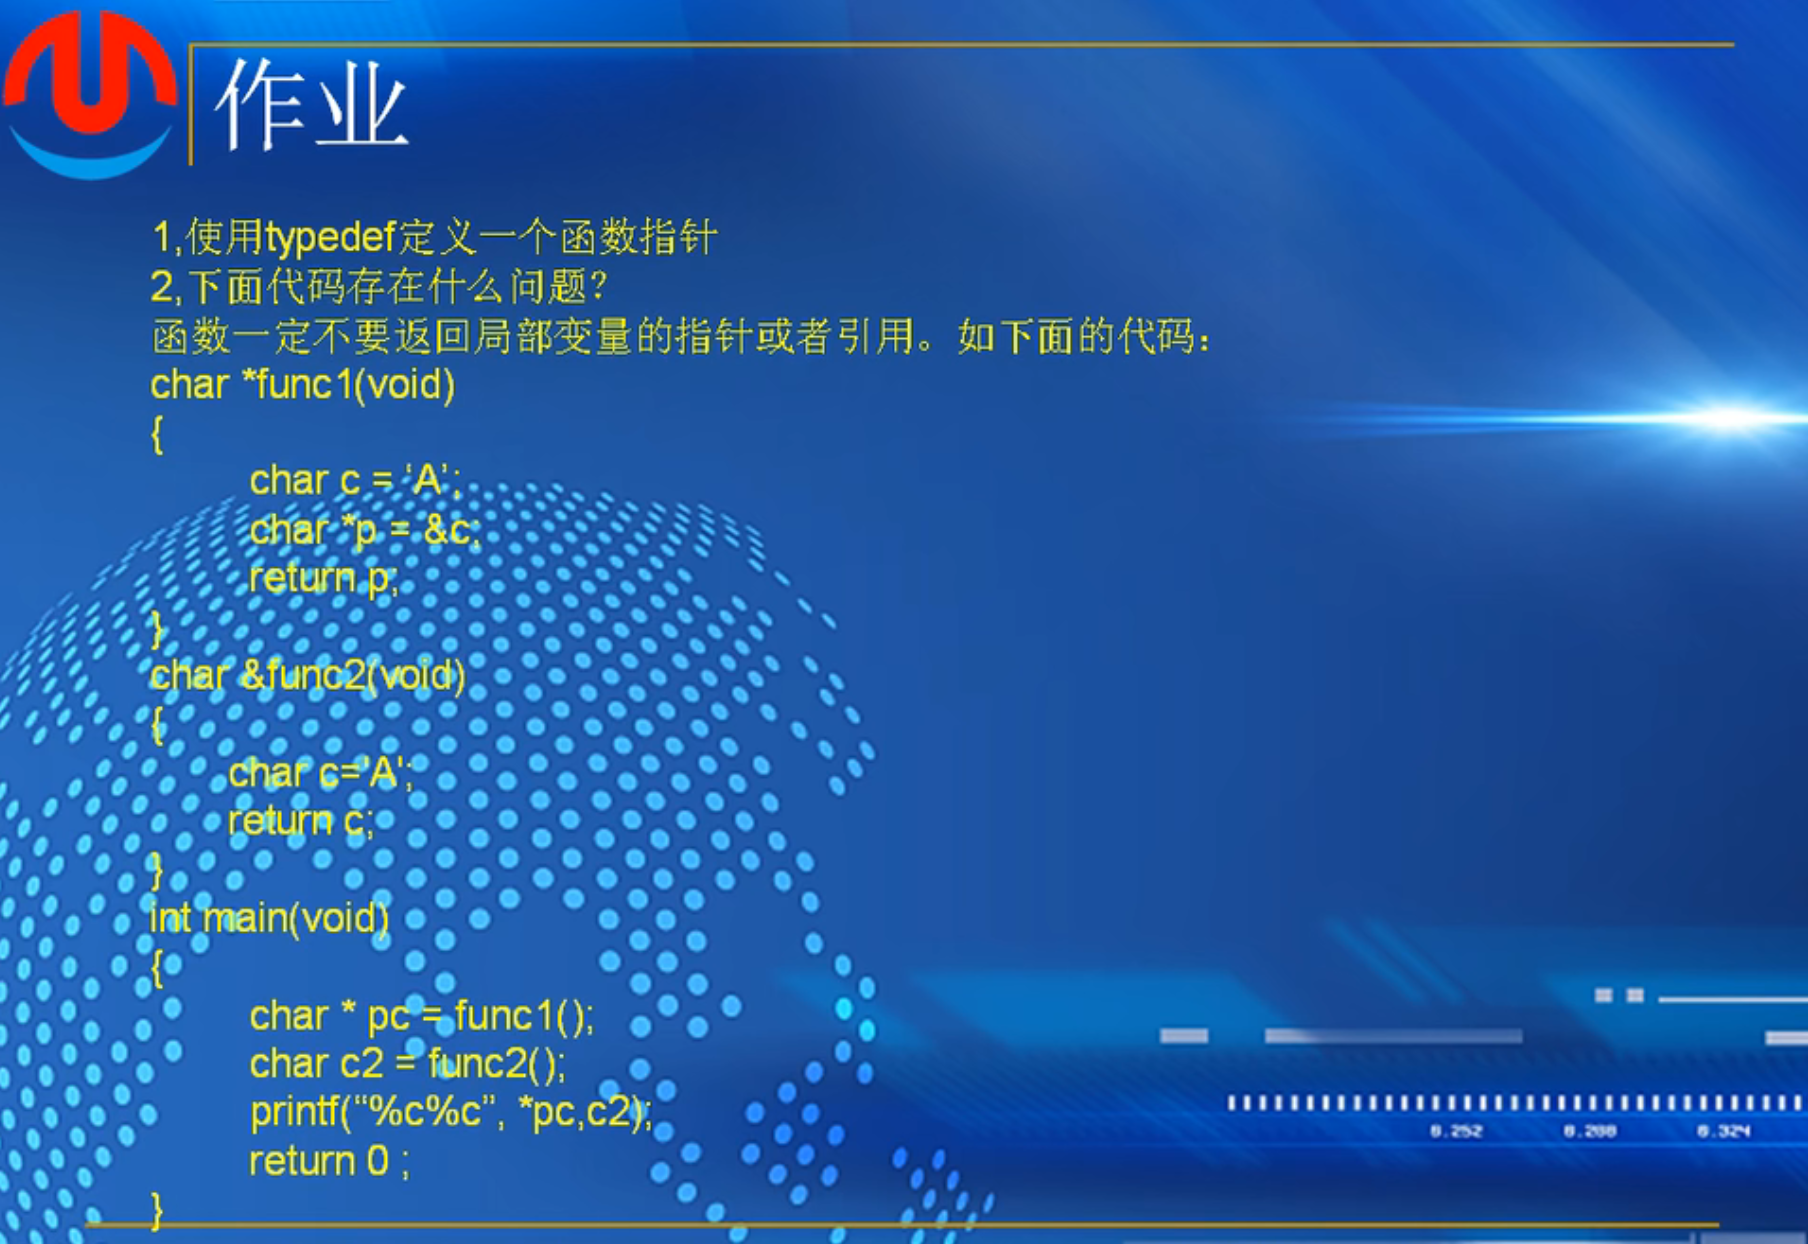 作业
1,使用typedef定义一个函数指针
2,下面代码存在什么问题？
函数一定不要返回局部变量的指针或者引用。如下面的代码：
char *func1(void)
{
char c = ‘A’;
char *p = &c;
return p;
}
char &func2(void)
{
char c='A';
return c;
}
int main(void)
{
char * pc = func1();
char c2 = func2();
printf(“%c%c”, *pc,c2);
return 0 ;
}
0.252 0.288 0.324